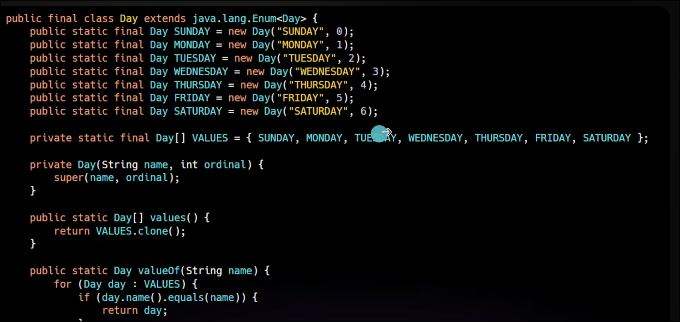 public final class Day extends java.lang.Enum<Day> {
    public static final Day SUNDAY = new Day("SUNDAY", 0);
    public static final Day MONDAY = new Day("MONDAY", 1);
    public static final Day TUESDAY = new Day("TUESDAY", 2);
    public static final Day WEDNESDAY = new Day("WEDNESDAY", 3);
    public static final Day THURSDAY = new Day("THURSDAY", 4);
    public static final Day FRIDAY = new Day("FRIDAY", 5);
    public static final Day SATURDAY = new Day("SATURDAY", 6);

    private static final Day[] VALUES = { SUNDAY, MONDAY, TUESDAY, WEDNESDAY, THURSDAY, FRIDAY, SATURDAY };

    private Day(String name, int ordinal) {
        super(name, ordinal);
    }

    public static Day[] values() {
        return VALUES.clone();
    }

    public static Day valueOf(String name) {
        for (Day day : VALUES) {
            if (day.name().equals(name)) {
                return day;